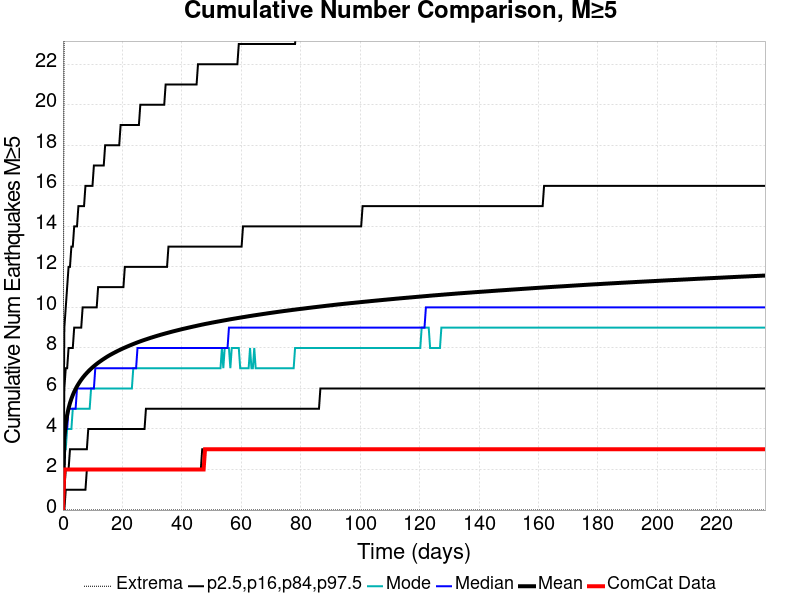 Cumulative Number Comparison, M≥5
Cumulative Num Earthquakes M≥5
22
20
18
16
14
12
10
8
6
4
2
0
0 20 40 60 80 100 120 140 160 180 200 220
Time (days)
Extrema p2.5,p16,p84,p97.5 Mode Median Mean ComCat Data